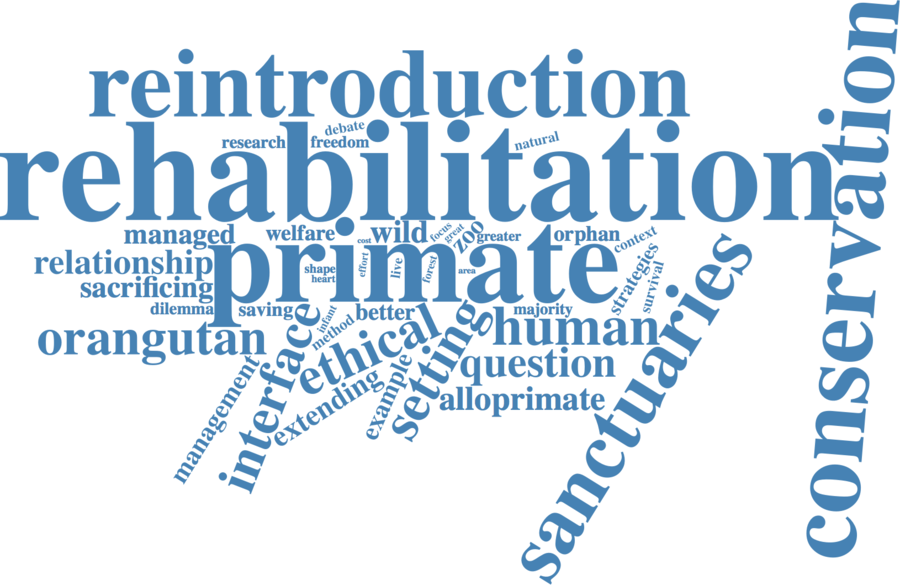 reintroduction
conservation
debate
research
freedom
natural
rehabilitation
managed
welfare
cost
wild
focus
great
zoo
greater
orphan
context
relationship
primate
shape
heart
effort
live
forest
area
strategies
survival
sacrificing
dilemma
saving
infant
method
better
majority
orangutan
interface
ethical
setting
human
sanctuaries
management
extending
example
question
alloprimate